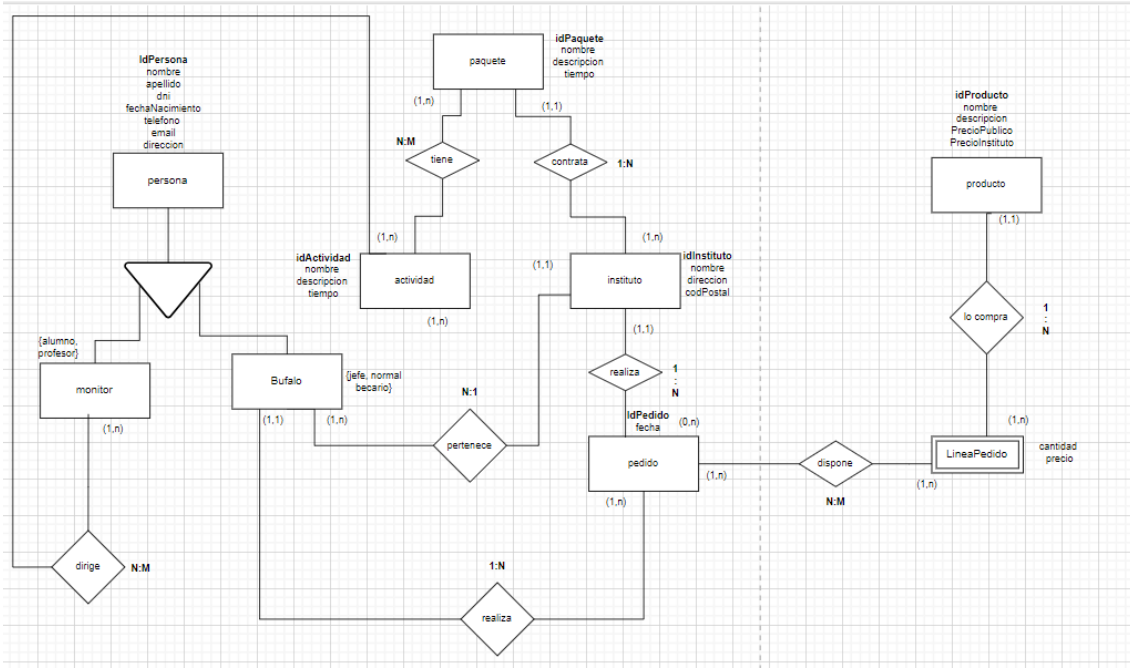 idPaquete
nombre
descripcion
tiempo
paquete
(1,n)
(1,1)
N:M
tiene
contrata
1:N
IdPersona
nombre
apellido
dni
fechaNacimiento
telefono
email
direccion
persona
idProducto
nombre
descripcion
PrecioPublico
PrecioInstituto
producto
(1,1)
(1,n)
(1,n)
idActividad
nombre
descripcion
tiempo
actividad
(1,n)
(1,1)
instituto
idInstituto
nombre
direccion
codPostal
(1,1)
lo compra
1
:
N
{alumno,
profesor}
monitor
(1,n)
Bufalo
{jefe, normal
becario}
(1,1)
(1,n)
N:1
pertenece
realiza
1
:
N
IdPedido
fecha
(0,n)
pedido
(1,n)
(1,n)
dispone
N:M
(1,n)
LineaPedido
(1,n)
cantidad
precio
dirige
N:M
1:N
realiza